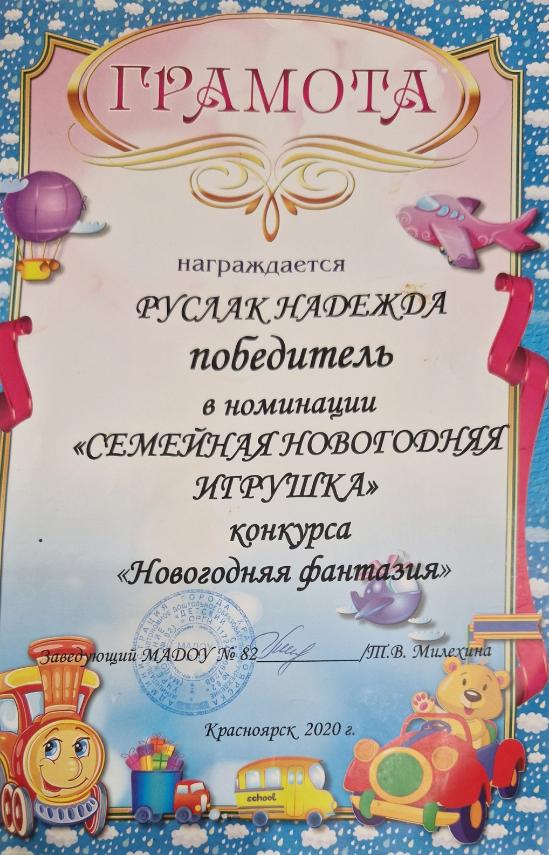 ГРАМОТА
награждается
РУСЛАК НАДЕЖДА
победитель
в номинации
«СЕМЕЙНАЯ НОВОГОДНЯЯ
ИГРУШКА»
конкурса
«Новогодняя фантазия»
Заведующий МАДОУ № 82 /Т.В. Милехина
Красноярск 2020 г.
school